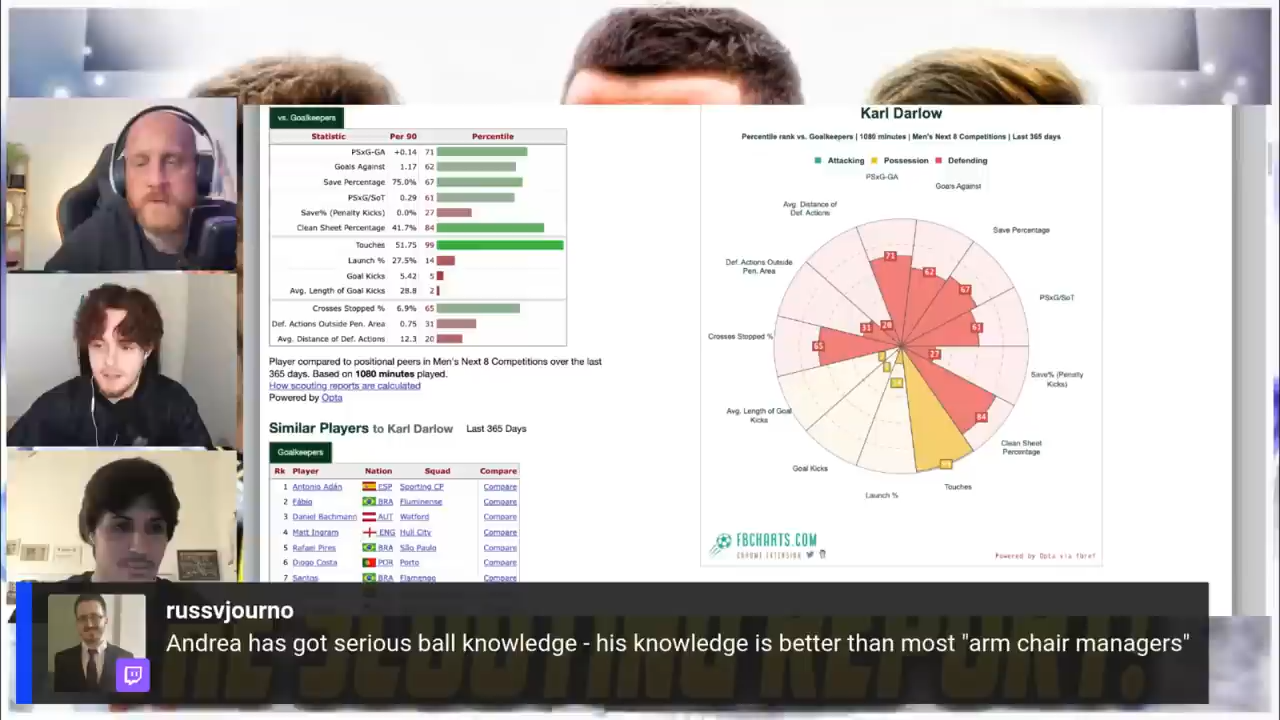 vs. Goalkeepers
Statistic Per 90 Percentile
PSxG-GA +0.14 71
Goals Against 1.17 62
Save Percentage 75.0% 67
PSxG/SoT 0.29 61
Save% (Penalty Kicks) 0.0% 27
Clean Sheet Percentage 41.7% 84
Touches 51.75 99
Launch % 27.5% 14
Goal Kicks 5.42 5
Avg. Length of Goal Kicks 28.8 2
Crosses Stopped % 6.9% 65
Def. Actions Outside Pen. Area 0.75 31
Avg. Distance of Def. Actions 12.3 20
Player compared to positional peers in Men's Next 8 Competitions over the last
365 days. Based on 1080 minutes played.
How scouting reports are calculated
Powered by Opta
Similar Players to Karl Darlow Last 365 Days
Goalkeepers
Rk Player Nation Squad Compare
1 Antonio Adán ESP Sporting CP Compare
2 Fábio BRA Fluminense Compare
3 Daniel Bachmann AUT Watford Compare
4 Matt Ingram ENG Hull City Compare
5 Rafael Pires BRA São Paulo Compare
6 Diogo Costa POR Porto Compare
7 Santos BRA Flamengo Compare
Karl Darlow
Percentile rank vs. Goalkeepers | 1080 minutes | Men's Next 8 Competitions | Last 365 days
Attacking Possession Defending
PSxG-GA
Goals Against
Avg. Distance of
Def. Actions
Save Percentage
Def. Actions Outside
Pen. Area
PSxG/SoT
Crosses Stopped %
Save% (Penalty
Kicks)
Avg. Length of Goal
Kicks
Clean Sheet
Percentage
Goal Kicks
Touches
Launch %
71
62
67
61
27
84
65
31
20
FBCHARTS.COM
CHROME EXTENSION
Powered by Opta via fbref
russvjourno
Andrea has got serious ball knowledge - his knowledge is better than most "arm chair managers"